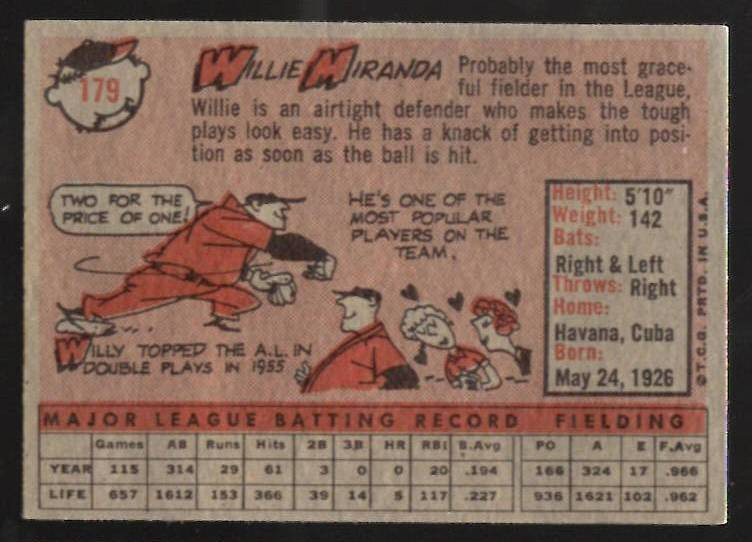 179
WILLIE MIRANDA
Probably the most grace-
ful fielder in the League,
Willie is an airtight defender who makes the tough
plays look easy. He has a knack of getting into posi-
tion as soon as the ball is hit.
TWO FOR THE
PRICE OF ONE!
HE'S ONE OF THE
MOST POPULAR
PLAYERS ON THE
TEAM.
WILLY TOPPED THE A.L. IN
DOUBLE PLAYS IN 1955
Height: 5'10"
Weight: 142
Bats:
Right & Left
Throws: Right
Home:
Havana, Cuba
Born:
May 24, 1926
© T.C.G. PRTD. IN U.S.A.
MAJOR LEAGUE BATTING RECORD FIELDING
Games AB Runs Hits 2B 3B HR RBI B.Avg PO A E F.Avg
YEAR 115 314 29 61 3 0 0 20 .194 166 324 17 .966
LIFE 657 1612 153 366 39 14 5 117 .227 936 1621 102 .962